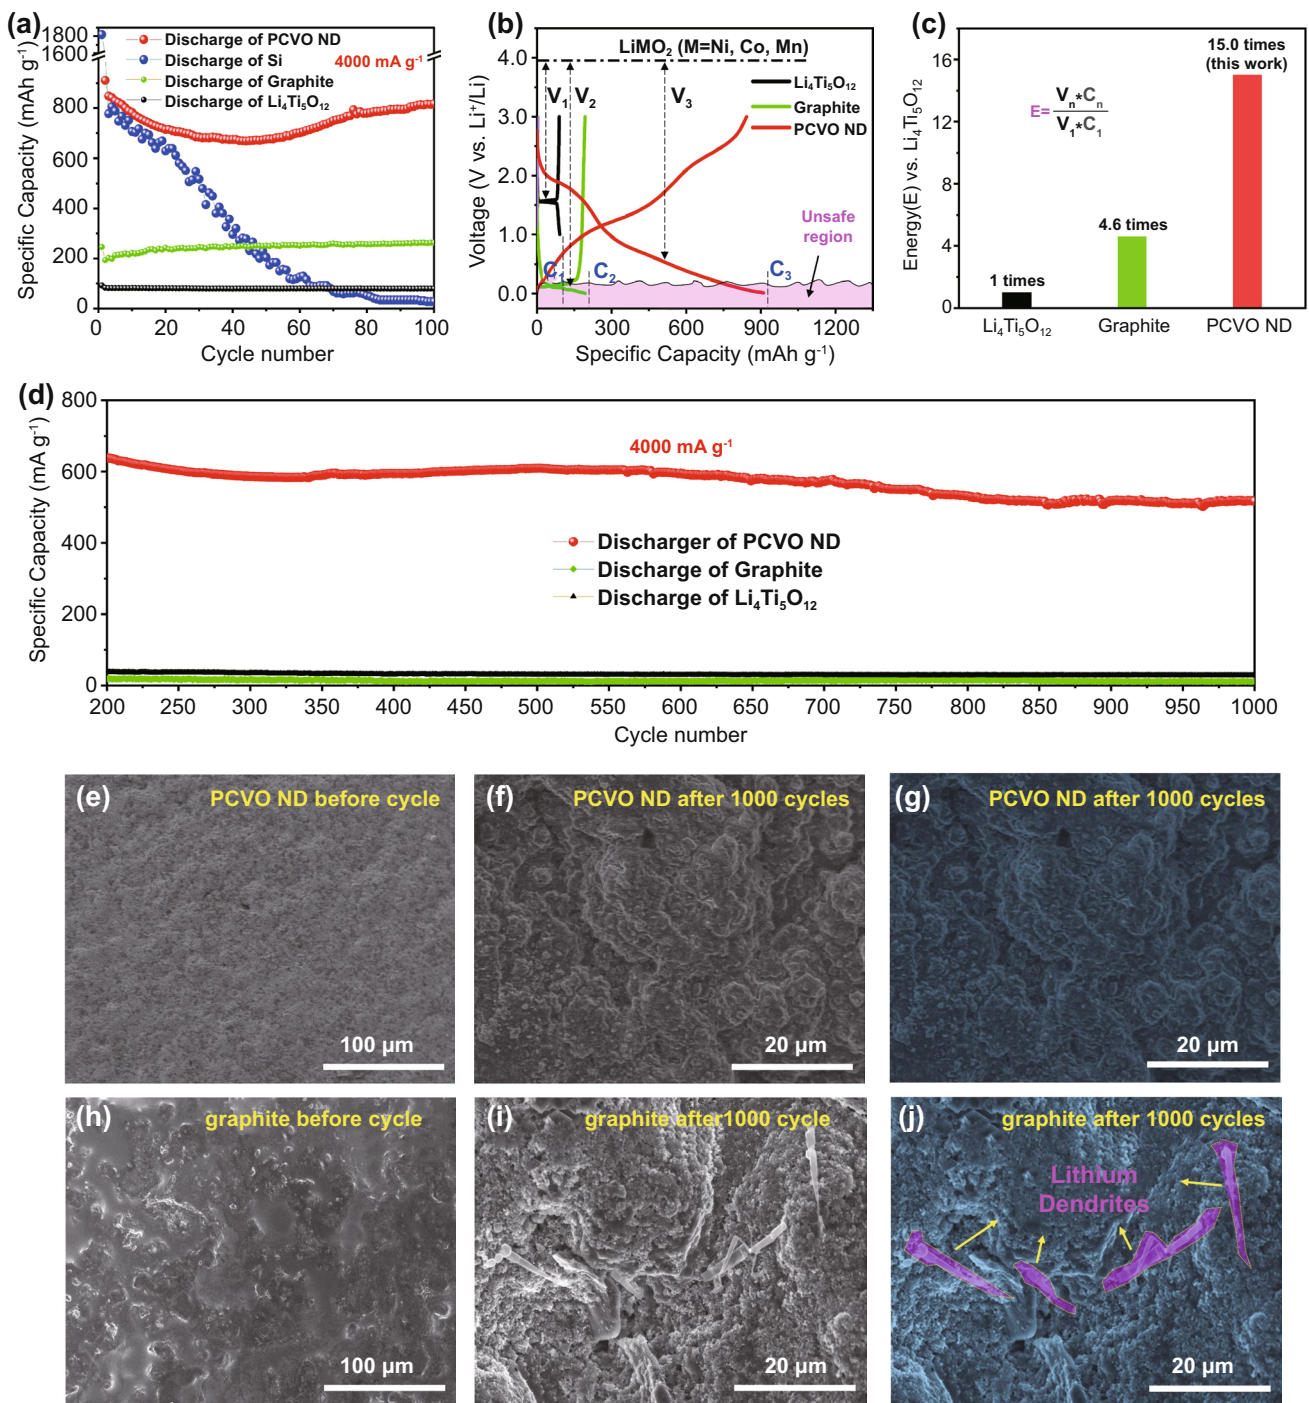 (a)
1800
1600
800
600
400
200
0
Specific Capacity (mAh g⁻¹)
Discharge of PCVO ND
4000 mA g⁻¹
Discharge of Si
Discharge of Graphite
Discharge of Li₄Ti₅O₁₂
0 20 40 60 80 100
Cycle number
(b)
LiMO₂ (M=Ni, Co, Mn)
4.0
3.0
2.0
1.0
0.0
Voltage (V vs. Li⁺/Li)
V₁ V₂ V₃
Li₄Ti₅O₁₂
Graphite
PCVO ND
Unsafe
region
C₁ C₂ C₃
0 300 600 900 1200
Specific Capacity (mAh g⁻¹)
(c)
16
12
8
4
0
Energy(E) vs. Li₄Ti₅O₁₂
15.0 times
(this work)
E= Vₙ*Cₙ
V₁*C₁
4.6 times
1 times
Li₄Ti₅O₁₂ Graphite PCVO ND
(d)
800
600
400
200
0
Specific Capacity (mA g⁻¹)
4000 mA g⁻¹
Discharger of PCVO ND
Discharge of Graphite
Discharge of Li₄Ti₅O₁₂
200 250 300 350 400 450 500 550 600 650 700 750 800 850 900 950 1000
Cycle number
(e) PCVO ND before cycle
100 μm
(f) PCVO ND after 1000 cycles
20 μm
(g) PCVO ND after 1000 cycles
20 μm
(h) graphite before cycle
100 μm
(i) graphite after1000 cycle
20 μm
(j) graphite after 1000 cycles
Lithium
Dendrites
20 μm